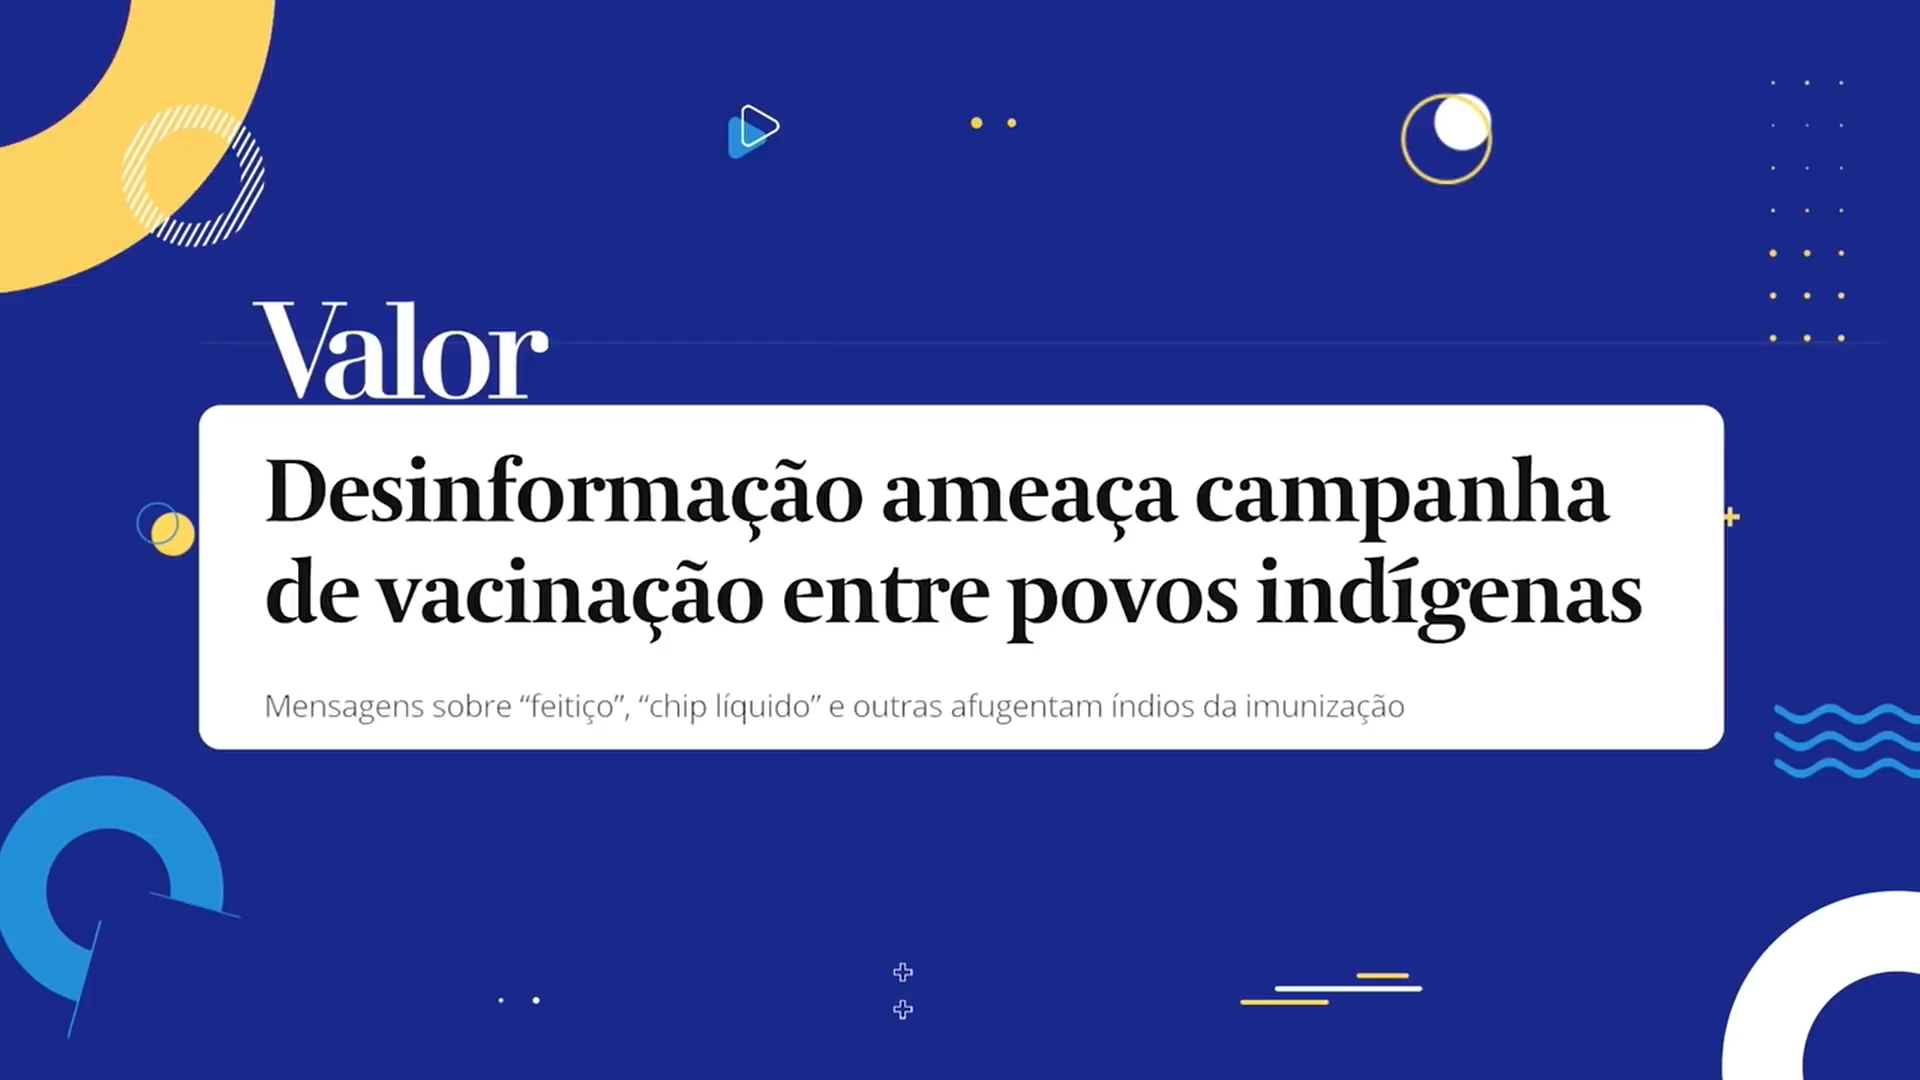 Valor
Desinformação ameaça campanha
de vacinação entre povos indígenas
Mensagens sobre “feitiço”, “chip líquido” e outras afugentam índios da imunização